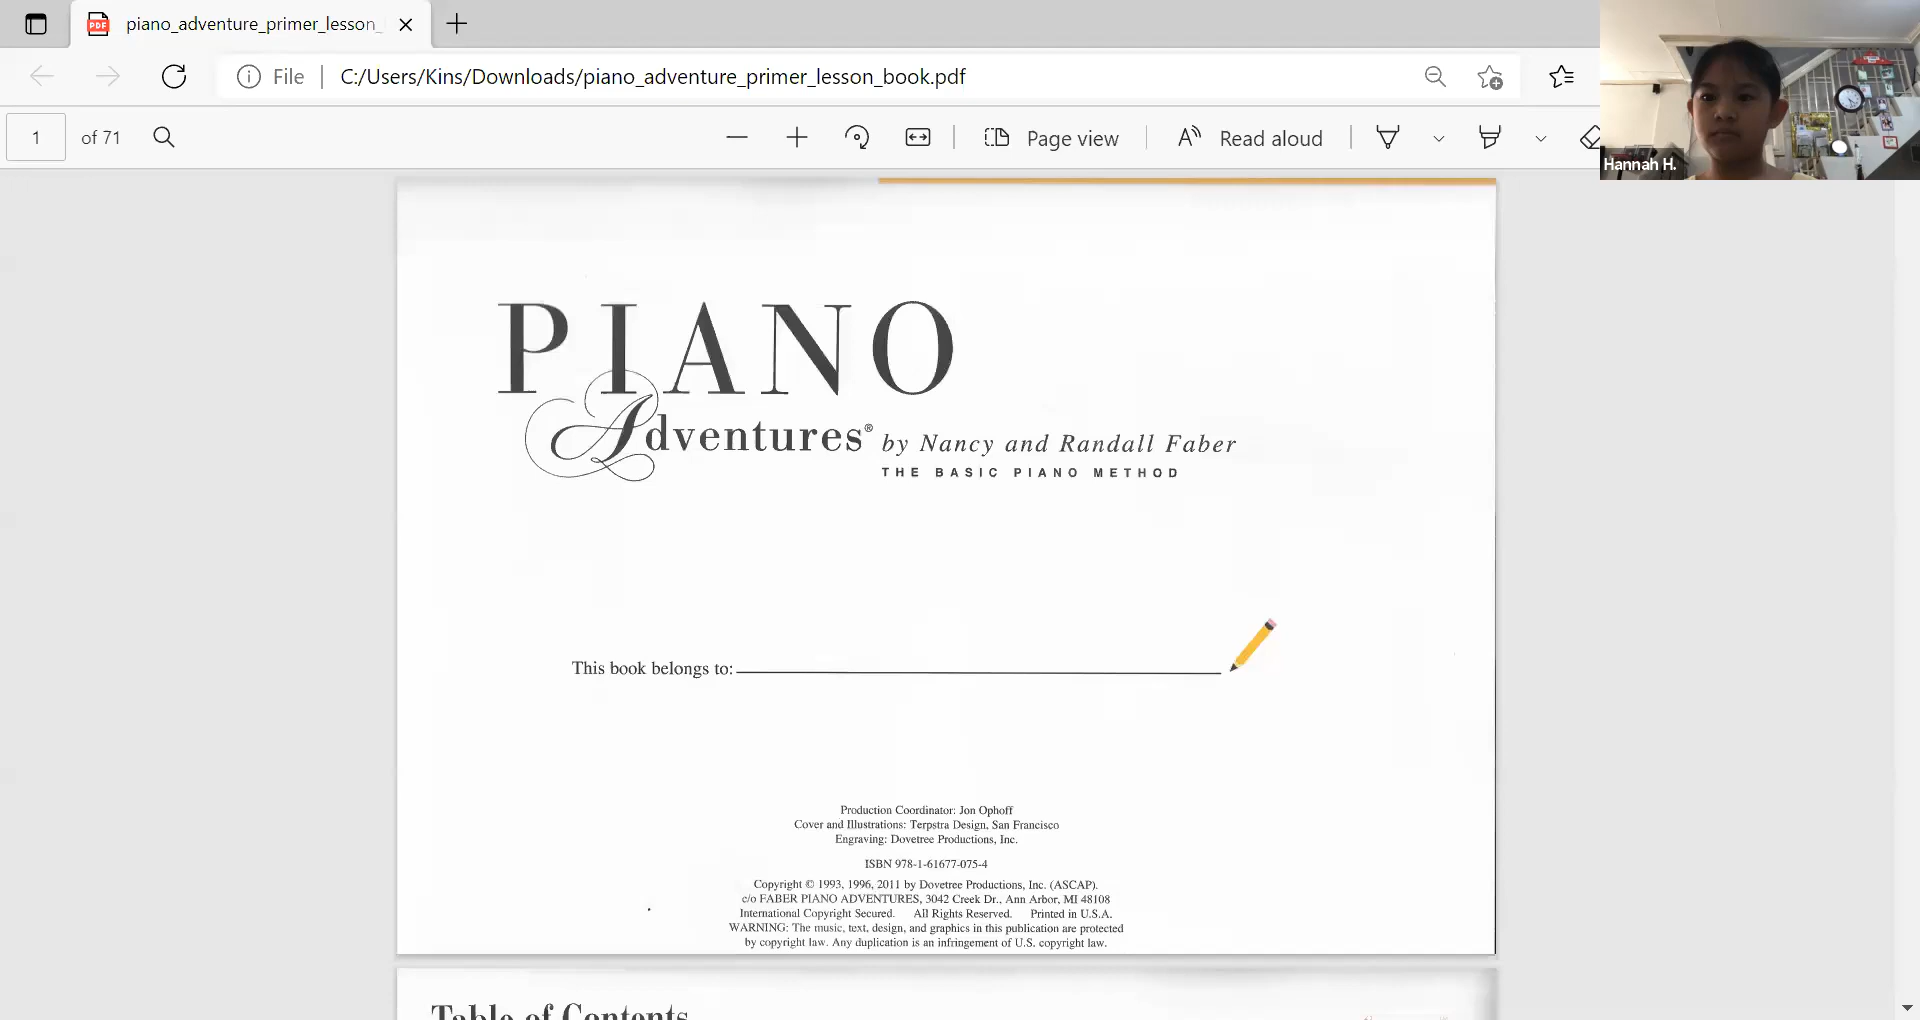 piano_adventure_primer_lesson_
File
C:/Users/Kins/Downloads/piano_adventure_primer_lesson_book.pdf
1 of 71
Page view
Read aloud
Hannah H.
PIANO
Adventures® by Nancy and Randall Faber
THE BASIC PIANO METHOD
This book belongs to:
Production Coordinator: Jon Ophoff
Cover and Illustrations: Terpstra Design, San Francisco
Engraving: Dovetree Productions, Inc.
ISBN 978-1-61677-075-4
Copyright © 1993, 1996, 2011 by Dovetree Productions, Inc. (ASCAP).
c/o FABER PIANO ADVENTURES, 3042 Creek Dr., Ann Arbor, MI 48108
International Copyright Secured. All Rights Reserved. Printed in U.S.A.
WARNING: The music, text, design, and graphics in this publication are protected
by copyright law. Any duplication is an infringement of U.S. copyright law.
Table of Contents